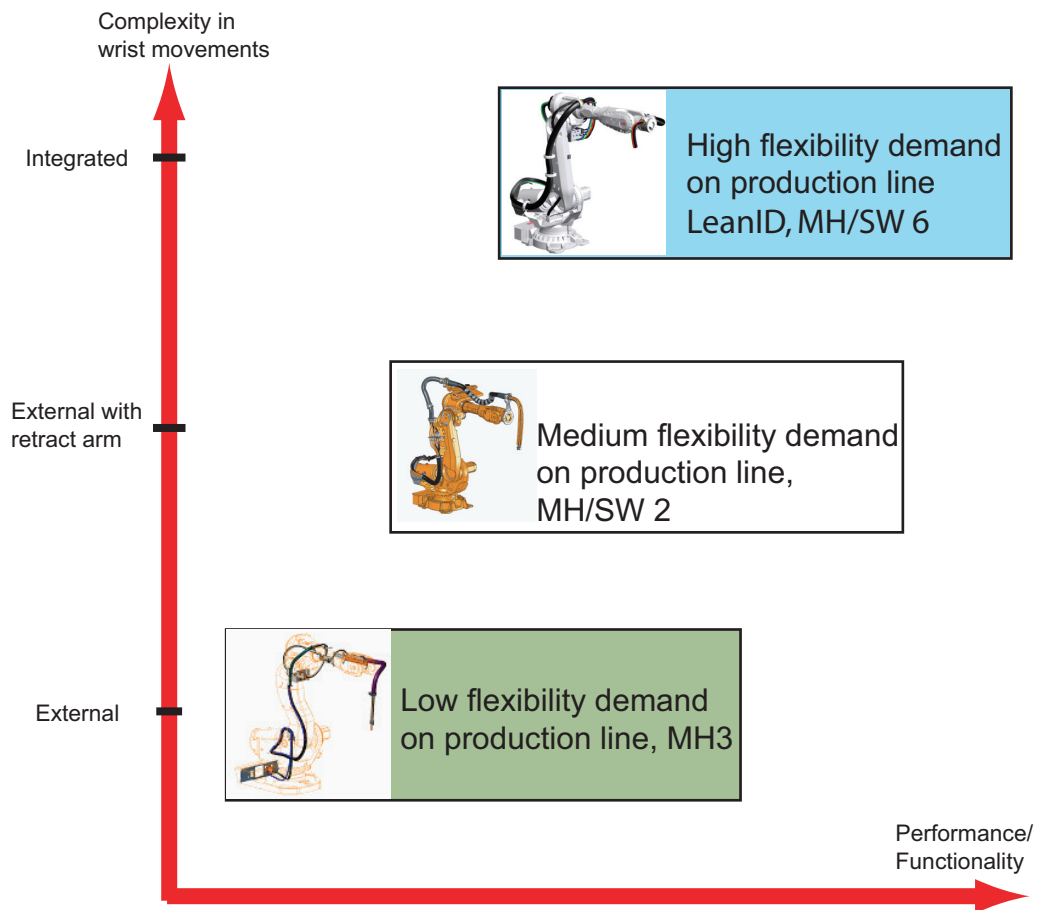 Complexity in
wrist movements
Integrated
High flexibility demand
on production line
LeanID, MH/SW 6
External with
retract arm
Medium flexibility demand
on production line,
MH/SW 2
External
Low flexibility demand
on production line, MH3
Performance/
Functionality